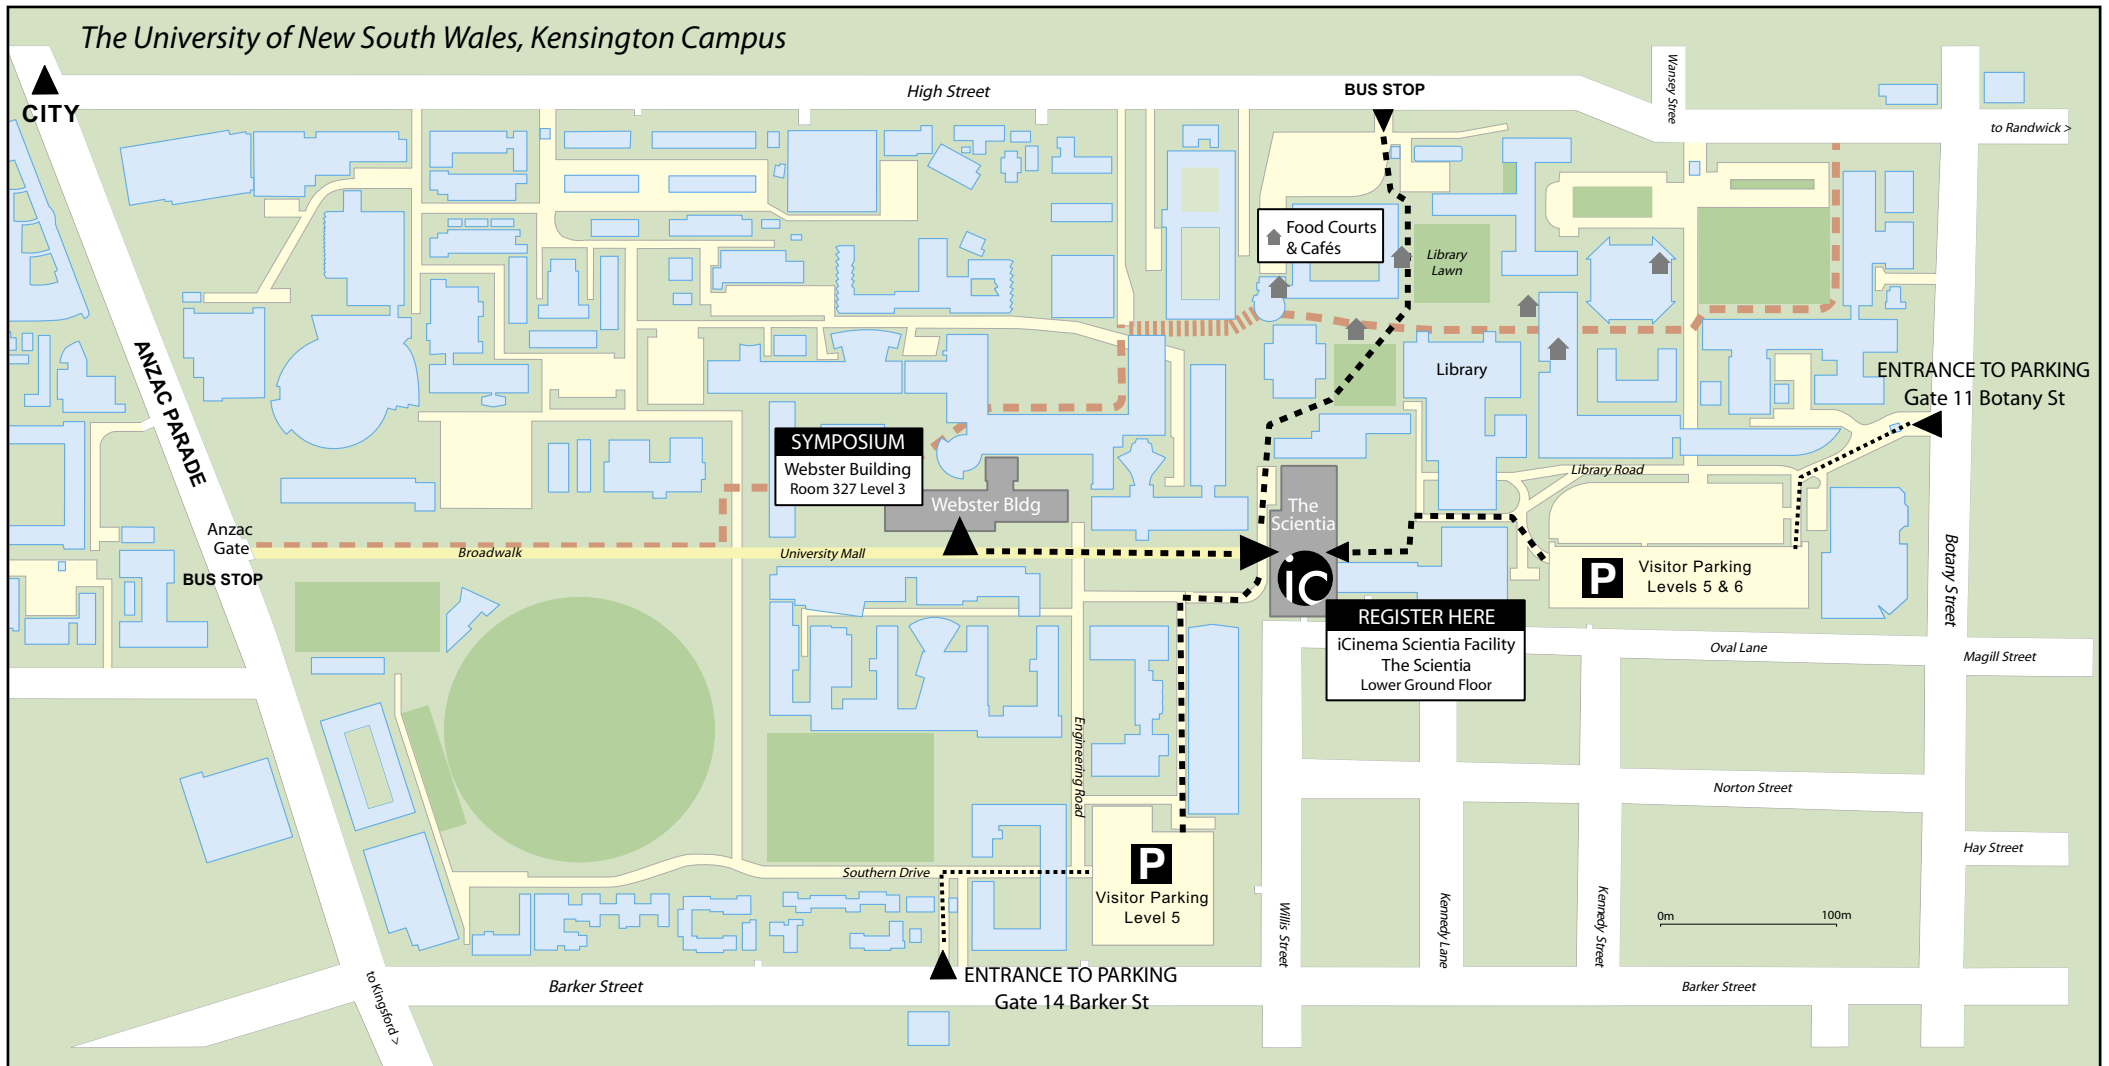 The University of New South Wales, Kensington Campus
CITY
High Street
BUS STOP
Wansey Stree
to Randwick >
Food Courts
& Cafés
Library
Lawn
ANZAC PARADE
Library
ENTRANCE TO PARKING
Gate 11 Botany St
SYMPOSIUM
Webster Building
Room 327 Level 3
Webster Bldg
Library Road
The
Scientia
Anzac
Gate
Broadwalk
University Mall
BUS STOP
ic
P
Visitor Parking
Levels 5 & 6
Botany Street
REGISTER HERE
iCinema Scientia Facility
The Scientia
Lower Ground Floor
Oval Lane
Magill Street
Engineering Road
Norton Street
Hay Street
Southern Drive
P
Visitor Parking
Level 5
Willis Street
Kennedy Lane
Kennedy Street
0m 100m
ENTRANCE TO PARKING
Gate 14 Barker St
Barker Street
Barker Street
to Kingsford >